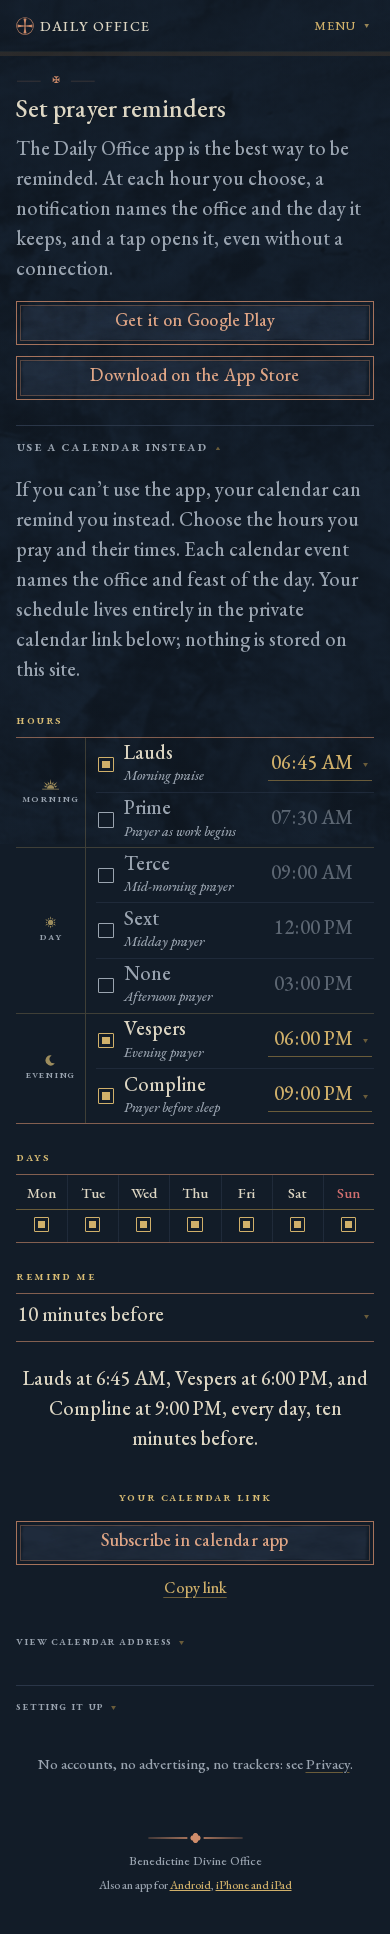 DAILY OFFICE
MENU
Set prayer reminders
The Daily Office app is the best way to be
reminded. At each hour you choose, a
notification names the office and the day it
keeps, and a tap opens it, even without a
connection.
Get it on Google Play
Download on the App Store
USE A CALENDAR INSTEAD
If you can’t use the app, your calendar can
remind you instead. Choose the hours you
pray and their times. Each calendar event
names the office and feast of the day. Your
schedule lives entirely in the private
calendar link below; nothing is stored on
this site.
HOURS
MORNING
Lauds
Morning praise
06:45 AM
Prime
Prayer as work begins
07:30 AM
DAY
Terce
Mid-morning prayer
09:00 AM
Sext
Midday prayer
12:00 PM
None
Afternoon prayer
03:00 PM
EVENING
Vespers
Evening prayer
06:00 PM
Compline
Prayer before sleep
09:00 PM
DAYS
Mon Tue Wed Thu Fri Sat Sun
REMIND ME
10 minutes before
Lauds at 6:45 AM, Vespers at 6:00 PM, and
Compline at 9:00 PM, every day, ten
minutes before.
YOUR CALENDAR LINK
Subscribe in calendar app
Copy link
VIEW CALENDAR ADDRESS
SETTING IT UP
No accounts, no advertising, no trackers: see Privacy.
Benedictine Divine Office
Also an app for Android, iPhone and iPad